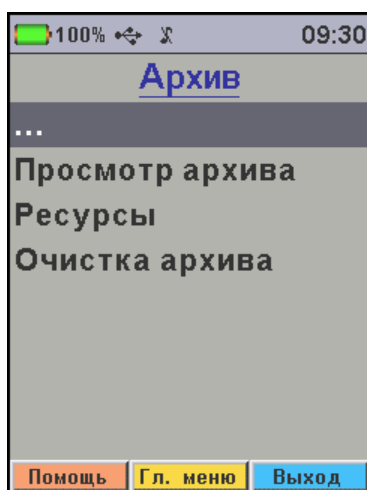 100% 09:30
Архив
...
Просмотр архива
Ресурсы
Очистка архива
Помощь Гл. меню Выход